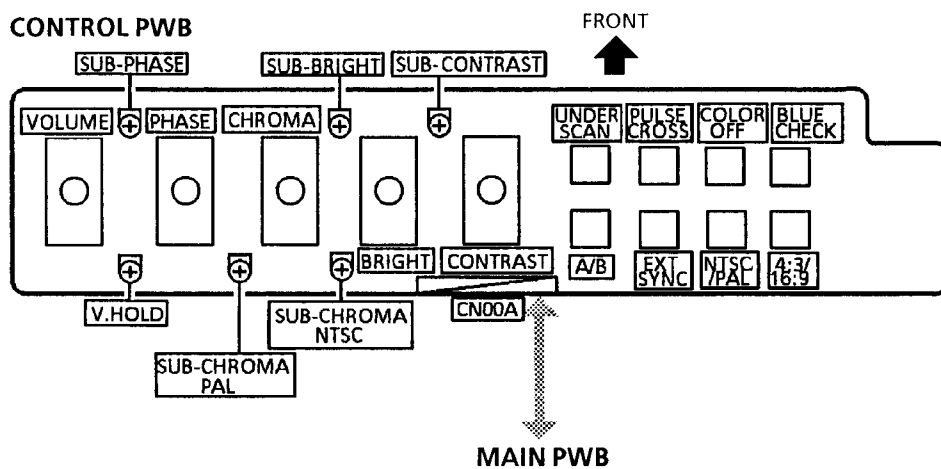 CONTROL PWB
FRONT
SUB-PHASE
SUB-BRIGHT
SUB-CONTRAST
VOLUME
PHASE
CHROMA
UNDER
SCAN
PULSE
CROSS
COLOR
OFF
BLUE
CHECK
BRIGHT
CONTRAST
A/B
EXT
SYNC
NTSC
/PAL
4:3/
16:9
V.HOLD
SUB-CHROMA
PAL
SUB-CHROMA
NTSC
CN00A
MAIN PWB